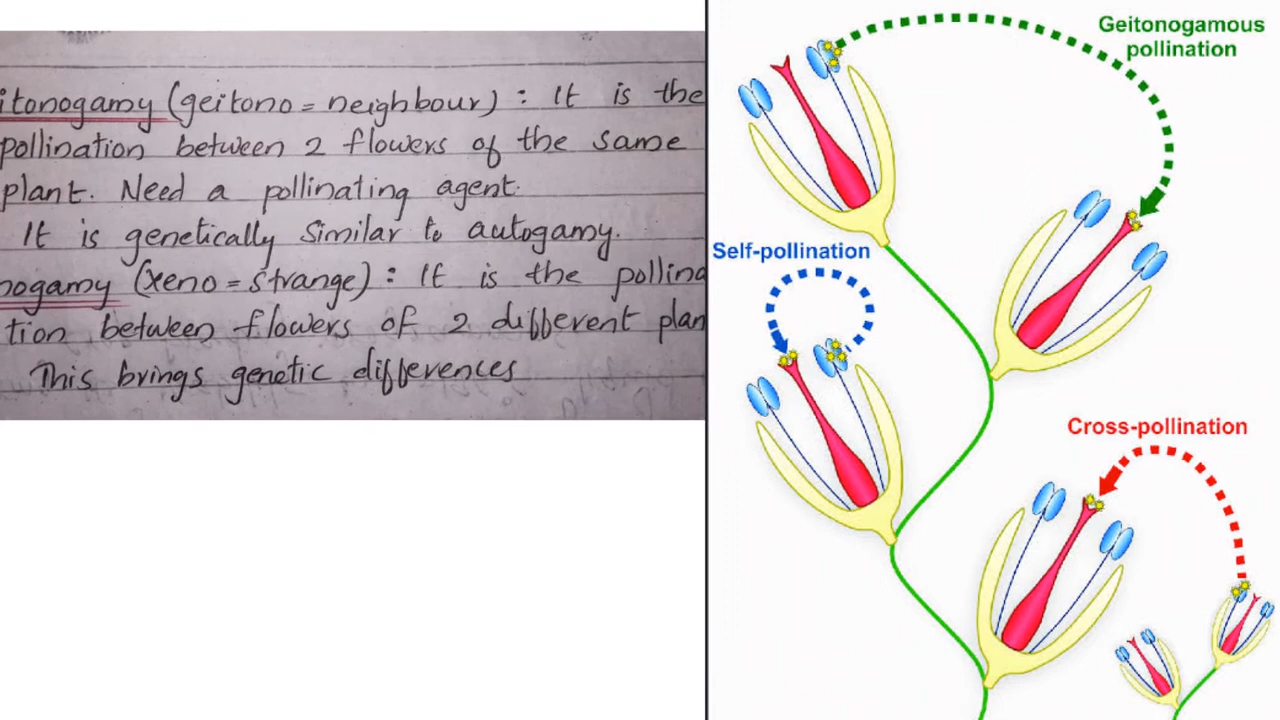 itonogamy (geitono = neighbour) : It is the
pollination between 2 flowers of the same
plant. Need a pollinating agent.
It is genetically similar to autogamy.
nogamy (xeno = strange) : It is the pollina
tion between flowers of 2 different plan
This brings genetic differences
Geitonogamous
pollination
Self-pollination
Cross-pollination